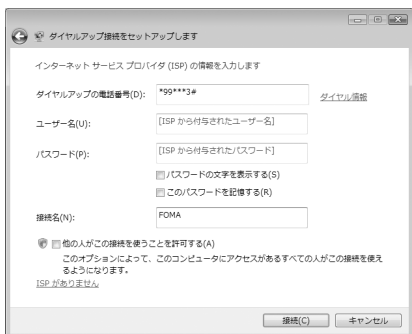 ダイヤルアップ接続をセットアップします
インターネット サービス プロバイダ (ISP) の情報を入力します
ダイヤルアップの電話番号(D):
*99***3#
ダイヤル情報
ユーザー名(U):
[ISP から付与されたユーザー名]
パスワード(P):
[ISP から付与されたパスワード]
パスワードの文字を表示する(S)
このパスワードを記憶する(R)
接続名(N):
FOMA
他の人がこの接続を使うことを許可する(A)
このオプションによって、このコンピュータにアクセスがあるすべての人がこの接続を使え
るようになります。
ISP がありません
接続(C)
キャンセル